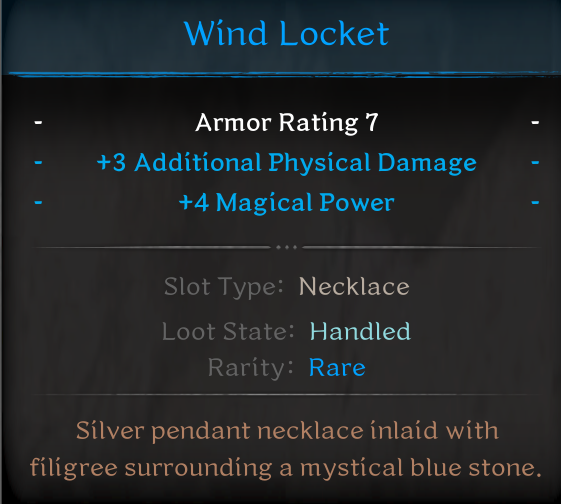 Wind Locket
- Armor Rating 7 -
- +3 Additional Physical Damage -
- +4 Magical Power -
Slot Type: Necklace
Loot State: Handled
Rarity: Rare
Silver pendant necklace inlaid with
filigree surrounding a mystical blue stone.